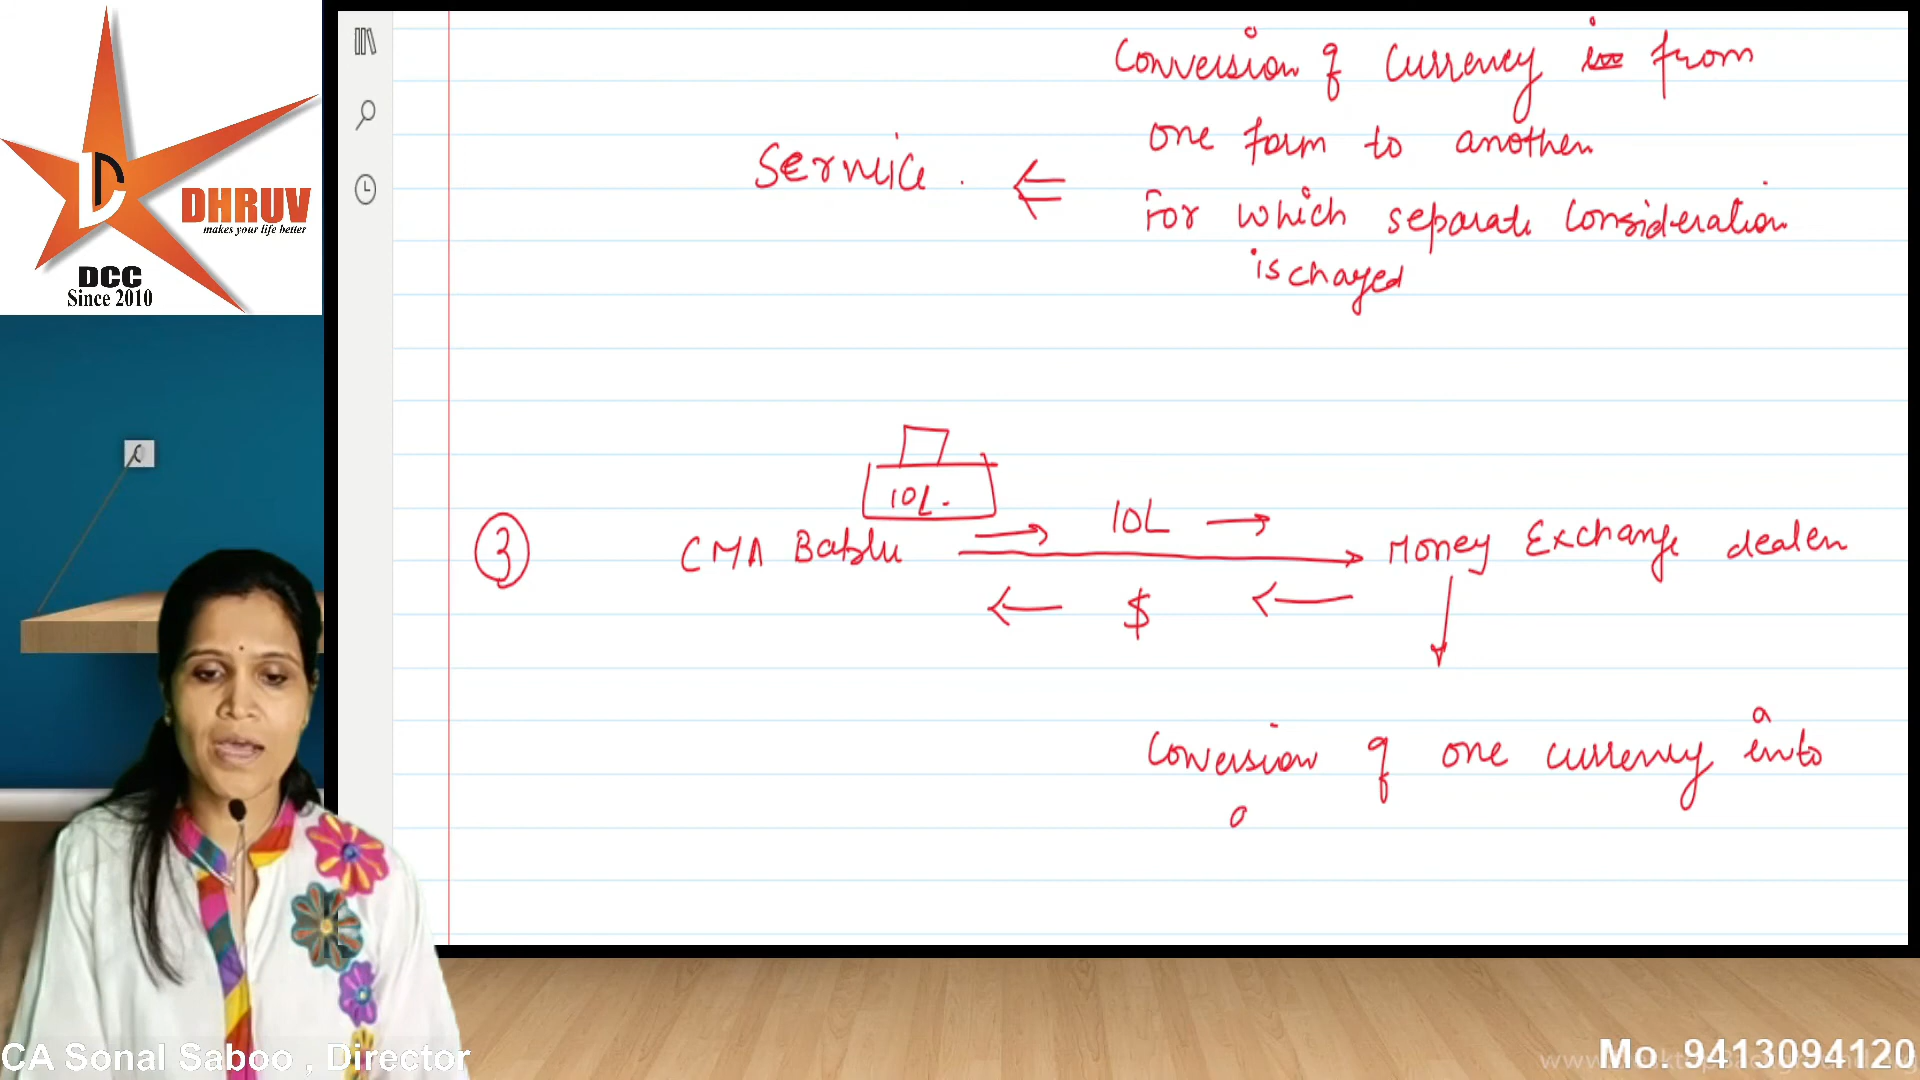 DC
DHRUV
makes your life better
DCC
Since 2010
Conversion of Currency from
one form to another
Service.
For which separate Consideration
is charged
10L.
3
CMA Bablu
10L
Money Exchange dealer
$
a
Conversion of one currency into
CA Sonal Saboo , Director
Mo. 9413094120